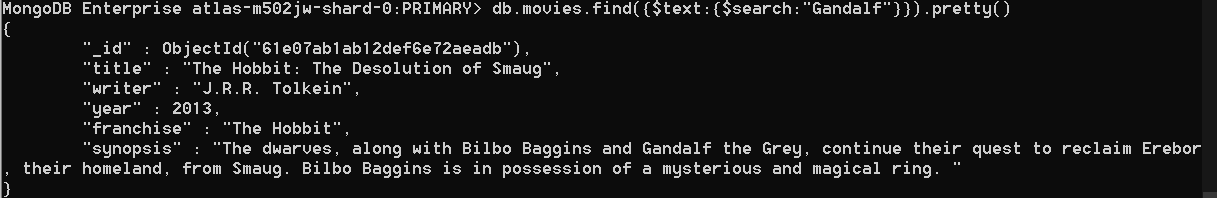 MongoDB Enterprise atlas-m502jw-shard-0:PRIMARY> db.movies.find({$text:{$search:"Gandalf"}}).pretty()
{
        "_id" : ObjectId("61e07ab1ab12def6e72aeadb"),
        "title" : "The Hobbit: The Desolution of Smaug",
        "writer" : "J.R.R. Tolkein",
        "year" : 2013,
        "franchise" : "The Hobbit",
        "synopsis" : "The dwarves, along with Bilbo Baggins and Gandalf the Grey, continue their quest to reclaim Erebor
, their homeland, from Smaug. Bilbo Baggins is in possession of a mysterious and magical ring. "
}